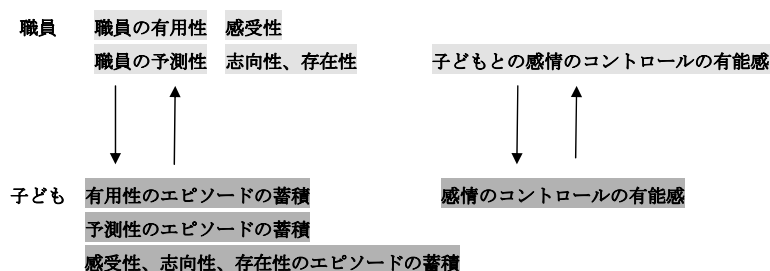 職員　職員の有用性　感受性
職員の予測性　志向性、存在性　子どもとの感情のコントロールの有能感
子ども　有用性のエピソードの蓄積　感情のコントロールの有能感
予測性のエピソードの蓄積
感受性、志向性、存在性のエピソードの蓄積